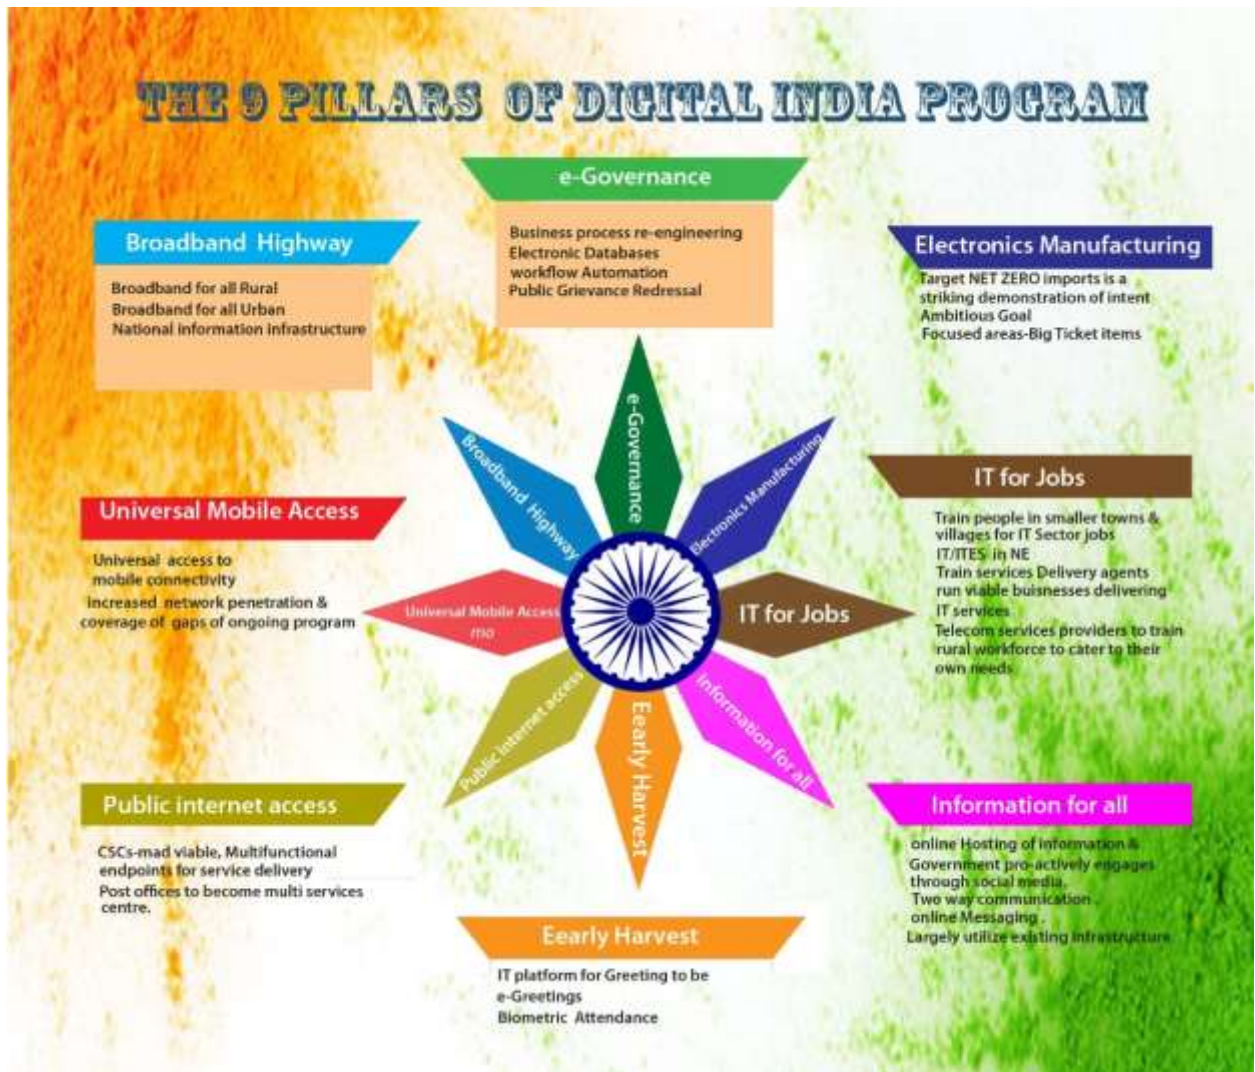 THE 9 PILLARS OF DIGITAL INDIA PROGRAM
e-Governance
Business process re-engineering
Electronic Databases
workflow Automation
Public Grievance Redressal
Broadband Highway
Broadband for all Rural
Broadband for all Urban
National information infrastructure
Electronics Manufacturing
Target NET ZERO imports is a
striking demonstration of intent
Ambitious Goal
Focused areas-Big Ticket items
Universal Mobile Access
Universal access to
mobile connectivity
increased network penetration &
coverage of gaps of ongoing program
IT for Jobs
Train people in smaller towns &
villages for IT Sector jobs
IT/ITES in NE
Train services Delivery agents
run viable buisnesses delivering
IT services
Telecom services providers to train
rural workforce to cater to their
own needs
e-Governance
Broadband Highway
Electronics Manufacturing
Universal Mobile Access
mo
IT for Jobs
Public internet access
Eearly Harvest
Information for all
Public internet access
CSCs-mad viable, Multifunctional
endpoints for service delivery
Post offices to become multi services
centre.
Information for all
online Hosting of information &
Government pro-actively engages
through social media.
Two way communication .
online Messaging .
Largely utilize existing infrastructure
Eearly Harvest
IT platform for Greeting to be
e-Greetings
Biometric Attendance